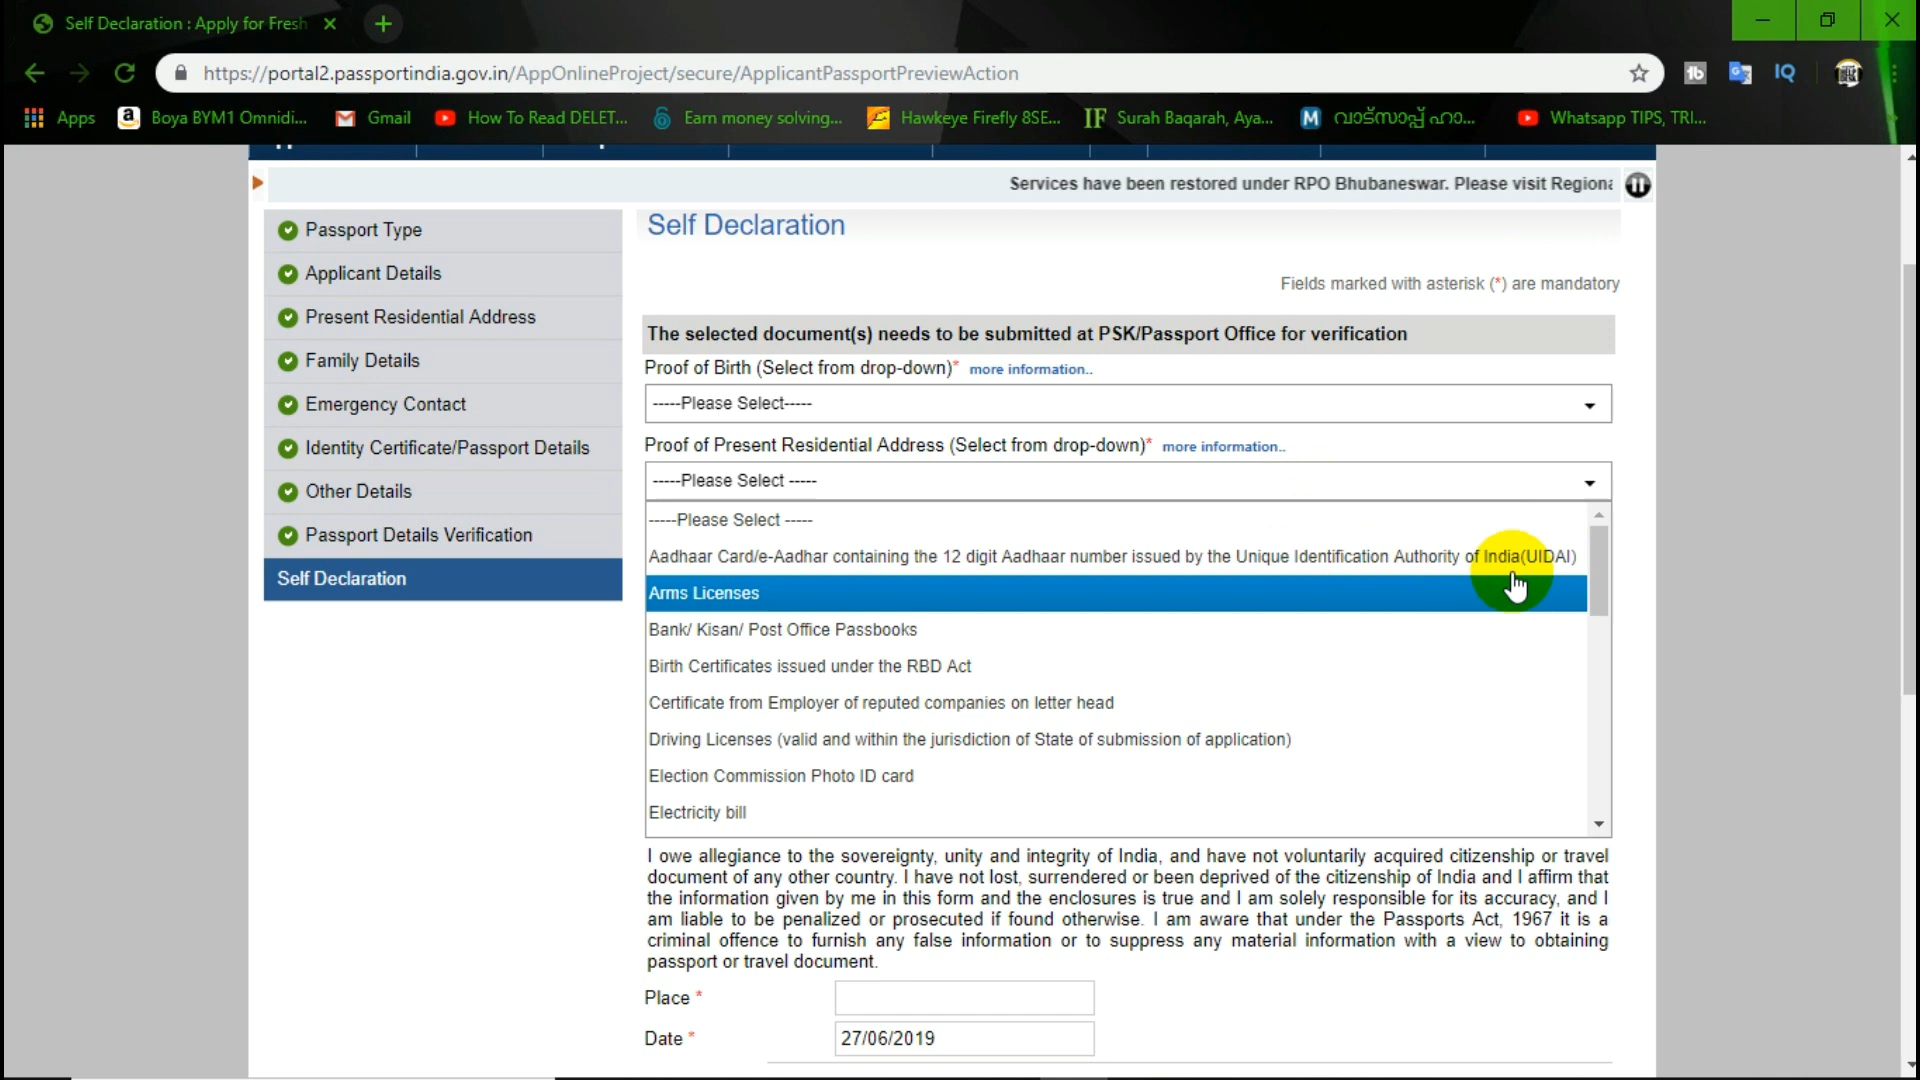 Self Declaration : Apply for Fresh
https://portal2.passportindia.gov.in/AppOnlineProject/secure/ApplicantPassportPreviewAction
Apps
Boya BYM1 Omnidi...
Gmail
How To Read DELET...
Earn money solving...
Hawkeye Firefly 8SE...
IF Surah Baqarah, Aya...
M വാട്സാപ്പ് ഹാ...
Whatsapp TIPS, TRI...
Services have been restored under RPO Bhubaneswar. Please visit Regiona
Passport Type
Applicant Details
Present Residential Address
Family Details
Emergency Contact
Identity Certificate/Passport Details
Other Details
Passport Details Verification
Self Declaration
Self Declaration
Fields marked with asterisk (*) are mandatory
The selected document(s) needs to be submitted at PSK/Passport Office for verification
Proof of Birth (Select from drop-down)* more information..
-----Please Select-----
Proof of Present Residential Address (Select from drop-down)* more information..
-----Please Select -----
-----Please Select -----
Aadhaar Card/e-Aadhar containing the 12 digit Aadhaar number issued by the Unique Identification Authority of India(UIDAI)
Arms Licenses
Bank/ Kisan/ Post Office Passbooks
Birth Certificates issued under the RBD Act
Certificate from Employer of reputed companies on letter head
Driving Licenses (valid and within the jurisdiction of State of submission of application)
Election Commission Photo ID card
Electricity bill
I owe allegiance to the sovereignty, unity and integrity of India, and have not voluntarily acquired citizenship or travel
document of any other country. I have not lost, surrendered or been deprived of the citizenship of India and I affirm that
the information given by me in this form and the enclosures is true and I am solely responsible for its accuracy, and I
am liable to be penalized or prosecuted if found otherwise. I am aware that under the Passports Act, 1967 it is a
criminal offence to furnish any false information or to suppress any material information with a view to obtaining
passport or travel document.
Place *
Date * 27/06/2019